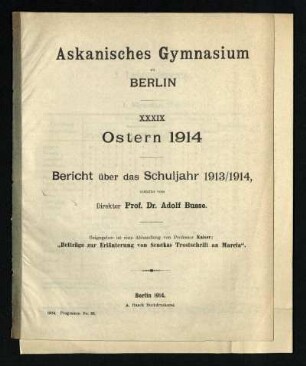 Askanisches Gymnasium
zu
BERLIN
XXXIX
Ostern 1914
Bericht über das Schuljahr 1913/1914,
erstattet vom
Direktor Prof. Dr. Adolf Busse.
Beigegeben ist eine Abhandlung von Professor Kaiser:
„Beiträge zur Erläuterung von Senekas Trostschrift an Marcia“.
Berlin 1914.
1914. Programm Nr.